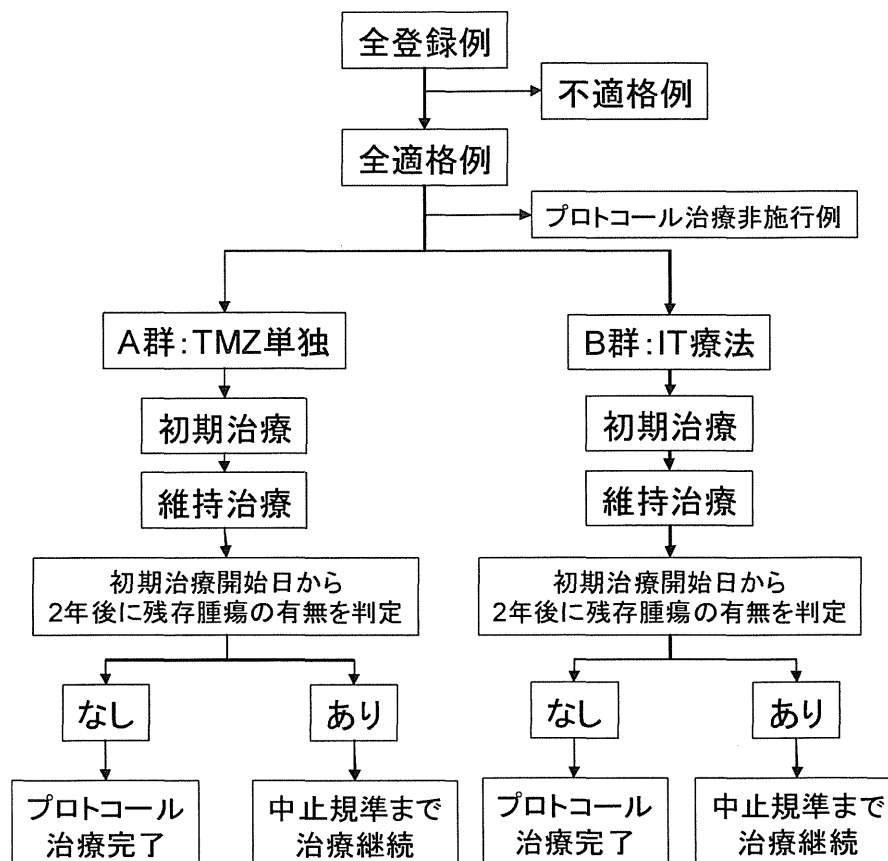 全登録例
不適格例
全適格例
プロトコール治療非施行例
A群:TMZ単独
B群:IT療法
初期治療
初期治療
維持治療
維持治療
初期治療開始日から
2年後に残存腫瘍の有無を判定
初期治療開始日から
2年後に残存腫瘍の有無を判定
なし
あり
なし
あり
プロトコール
治療完了
中止規準まで
治療継続
プロトコール
治療完了
中止規準まで
治療継続